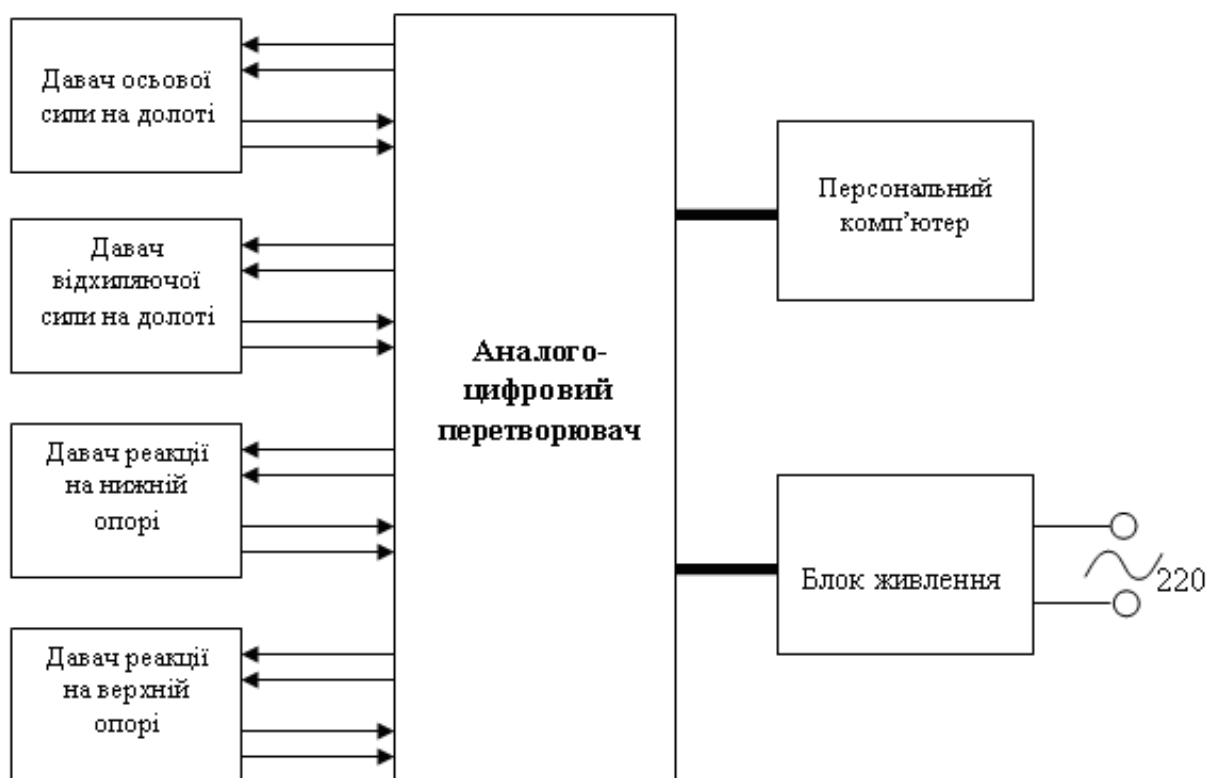 Давач осьової
сили на долоті
Давач
відхиляючої
сили на долоті
Давач реакції
на нижній
опорі
Давач реакції
на верхній
опорі
Аналого-
цифровий
перетворювач
Персональний
комп’ютер
Блок живлення
220